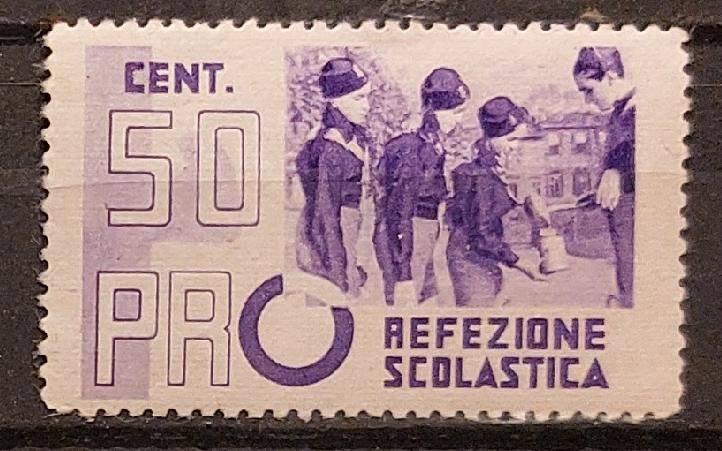 CENT.
50
PRO
REFEZIONE
SCOLASTICA